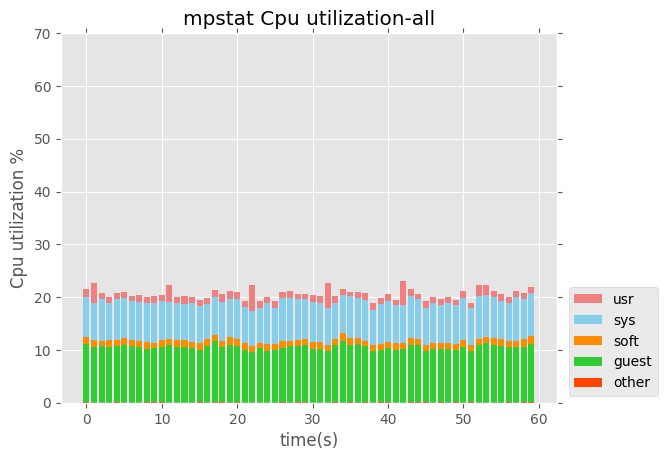 mpstat Cpu utilization-all
70
60
50
40
30
20
10
0
Cpu utilization %
0 10 20 30 40 50 60
time(s)
usr
sys
soft
guest
other